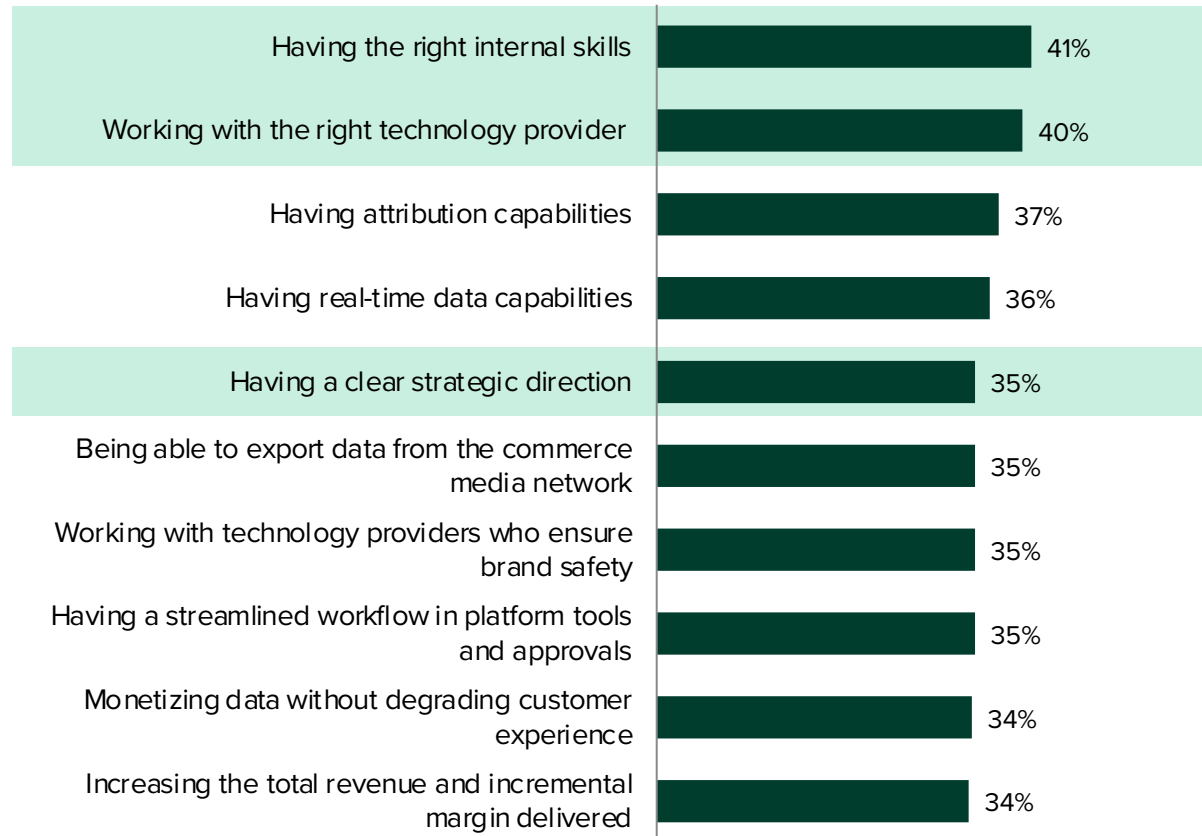 Having the right internal skills 41%
Working with the right technology provider 40%
Having attribution capabilities 37%
Having real-time data capabilities 36%
Having a clear strategic direction 35%
Being able to export data from the commerce
media network 35%
Working with technology providers who ensure
brand safety 35%
Having a streamlined workflow in platform tools
and approvals 35%
Monetizing data without degrading customer
experience 34%
Increasing the total revenue and incremental
margin delivered 34%